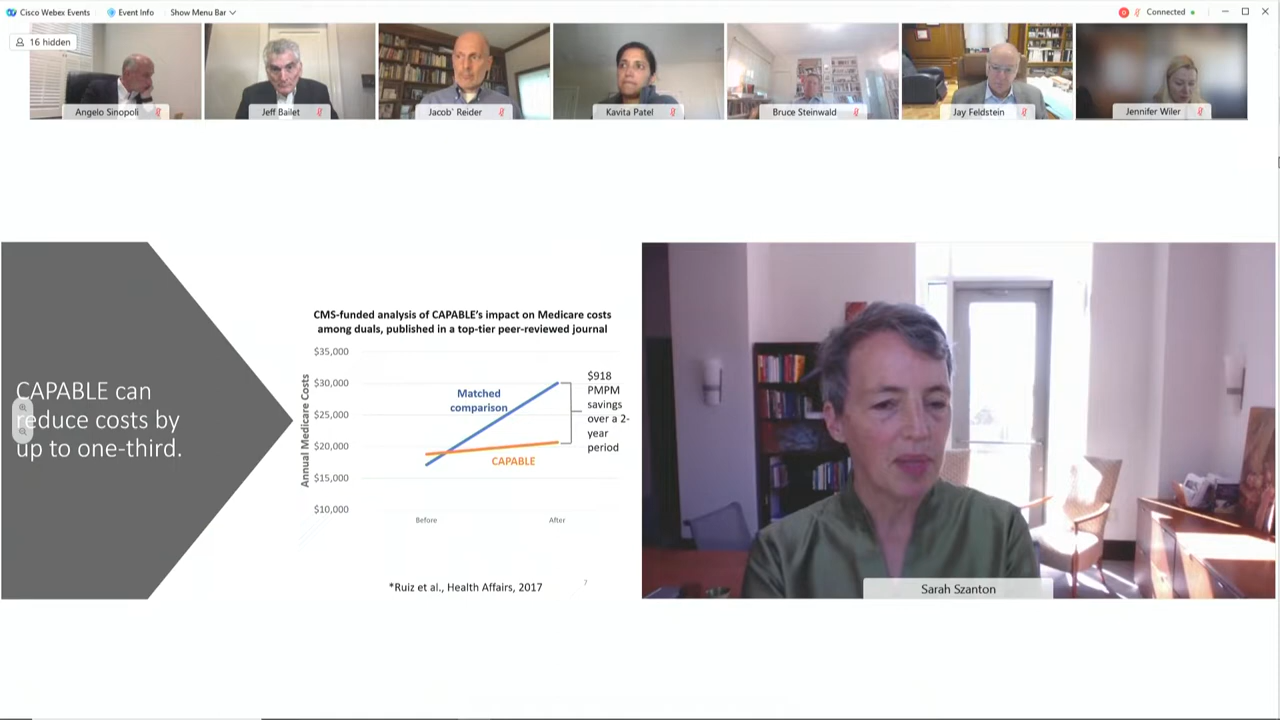 Cisco Webex Events
Event Info
Show Menu Bar
Connected
16 hidden
Angelo Sinopoli
Jeff Bailet
Jacob` Reider
Kavita Patel
Bruce Steinwald
Jay Feldstein
Jennifer Wiler
CAPABLE can
reduce costs by
up to one-third.
CMS-funded analysis of CAPABLE's impact on Medicare costs
among duals, published in a top-tier peer-reviewed journal
Annual Medicare Costs
$35,000
$30,000
$25,000
$20,000
$15,000
$10,000
Matched
comparison
CAPABLE
Before
After
$918
PMPM
savings
over a 2-
year
period
*Ruiz et al., Health Affairs, 2017
7
Sarah Szanton